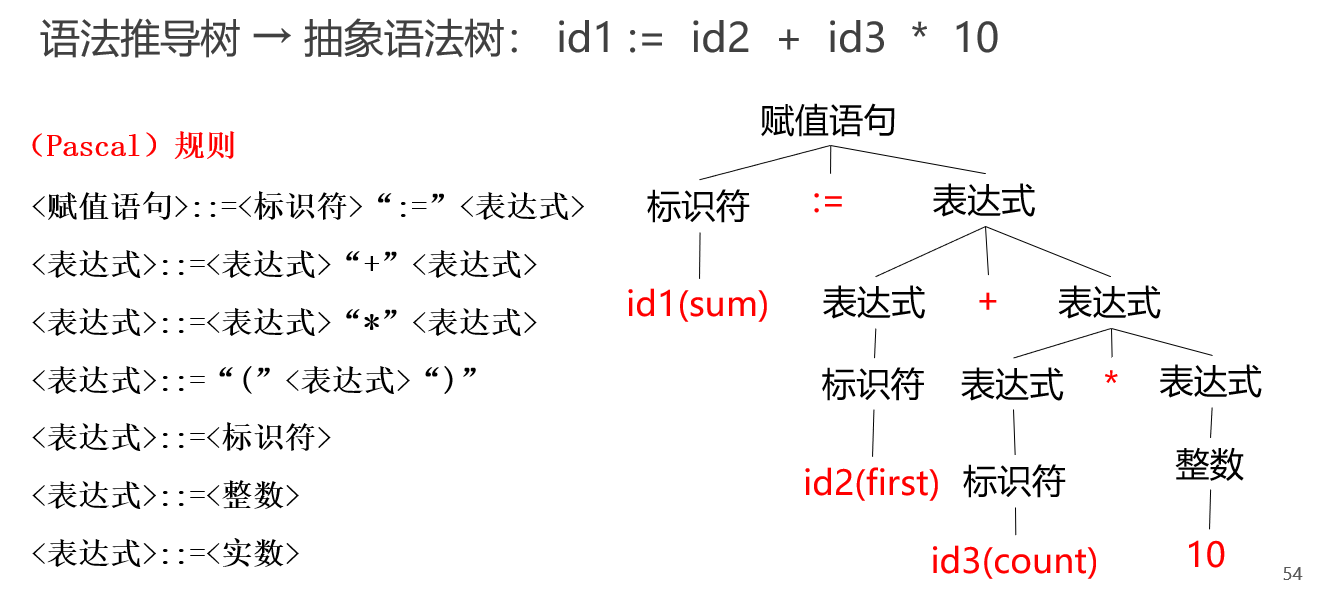 语法推导树 → 抽象语法树： id1 := id2 + id3 * 10
（Pascal）规则
<赋值语句>::=<标识符>“:=”<表达式>
<表达式>::=<表达式>“+”<表达式>
<表达式>::=<表达式>“*”<表达式>
<表达式>::=“(”<表达式>“)”
<表达式>::=<标识符>
<表达式>::=<整数>
<表达式>::=<实数>
赋值语句
标识符 := 表达式
id1(sum) 表达式 + 表达式
标识符 表达式 * 表达式
id2(first) 标识符 整数
id3(count) 10
54